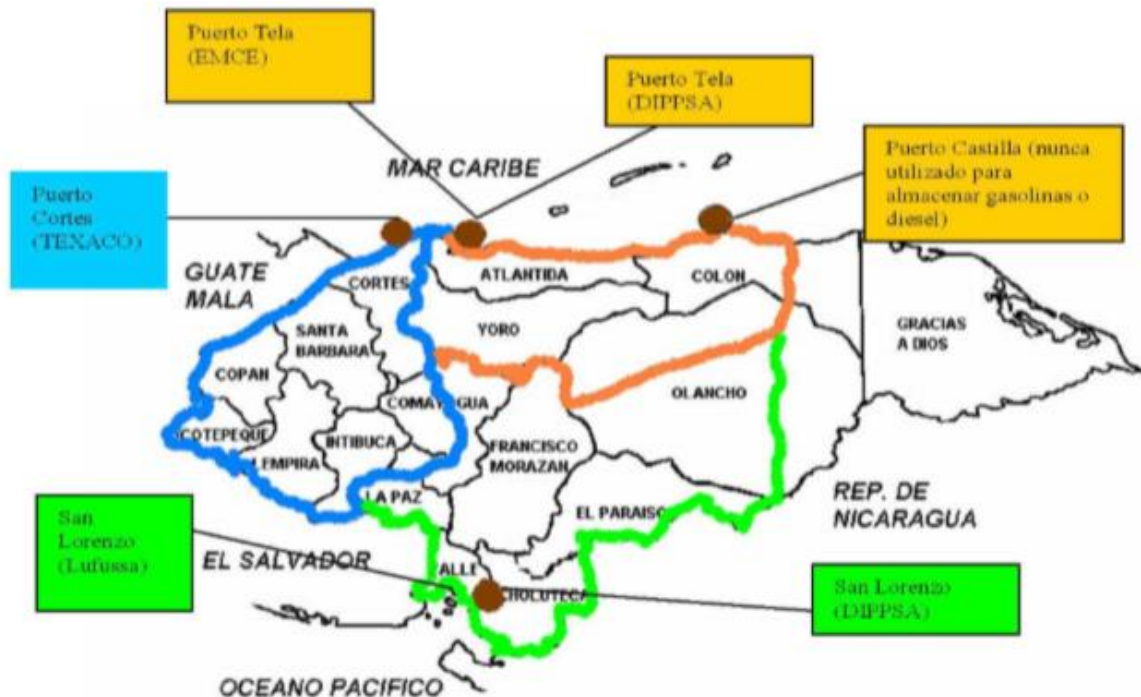 Puerto Tela
(EMCE)
Puerto Tela
(DIPPSA)
MAR CARIBE
Puerto Castilla (nunca
utilizado para
almacenar gasolinas o
diesel)
Puerto
Cortes
(TEXACO)
GUATE
MALA
CORTES
ATLANTIDA
COLON
SANTA
BARBARA
YORO
GRACIAS
A DIOS
COPAN
COMAYAGUA
OLANCHO
COTEPEQUE
INTIBUCA
FRANCISCO
MORAZAN
LEMPIRA
LA PAZ
EL PARAISO
REP. DE
NICARAGUA
San
Lorenzo
(Lufussa)
EL SALVADOR
ALLE
CHOLUTECA
San Lorenzo
(DIPPSA)
OCEANO PACIFICO